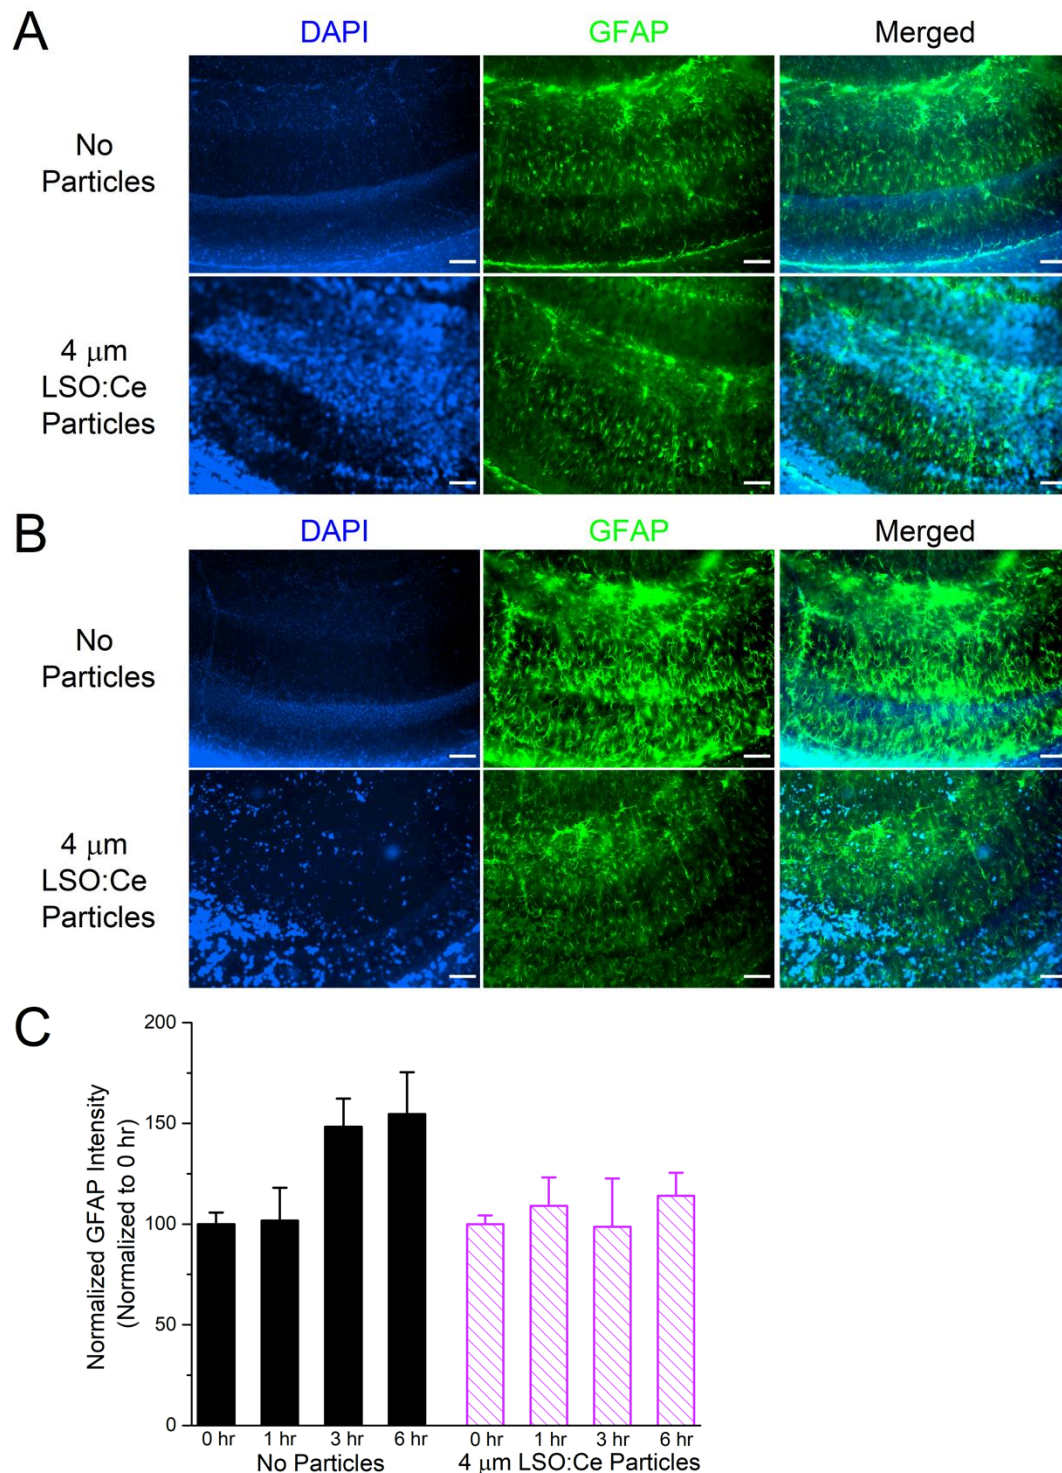 A
DAPI
GFAP
Merged
No
Particles
4 μm
LSO:Ce
Particles
B
DAPI
GFAP
Merged
No
Particles
4 μm
LSO:Ce
Particles
C
Normalized GFAP Intensity
(Normalized to 0 hr)
200
150
100
50
0
0 hr
1 hr
3 hr
6 hr
0 hr
1 hr
3 hr
6 hr
No Particles
4 μm LSO:Ce Particles